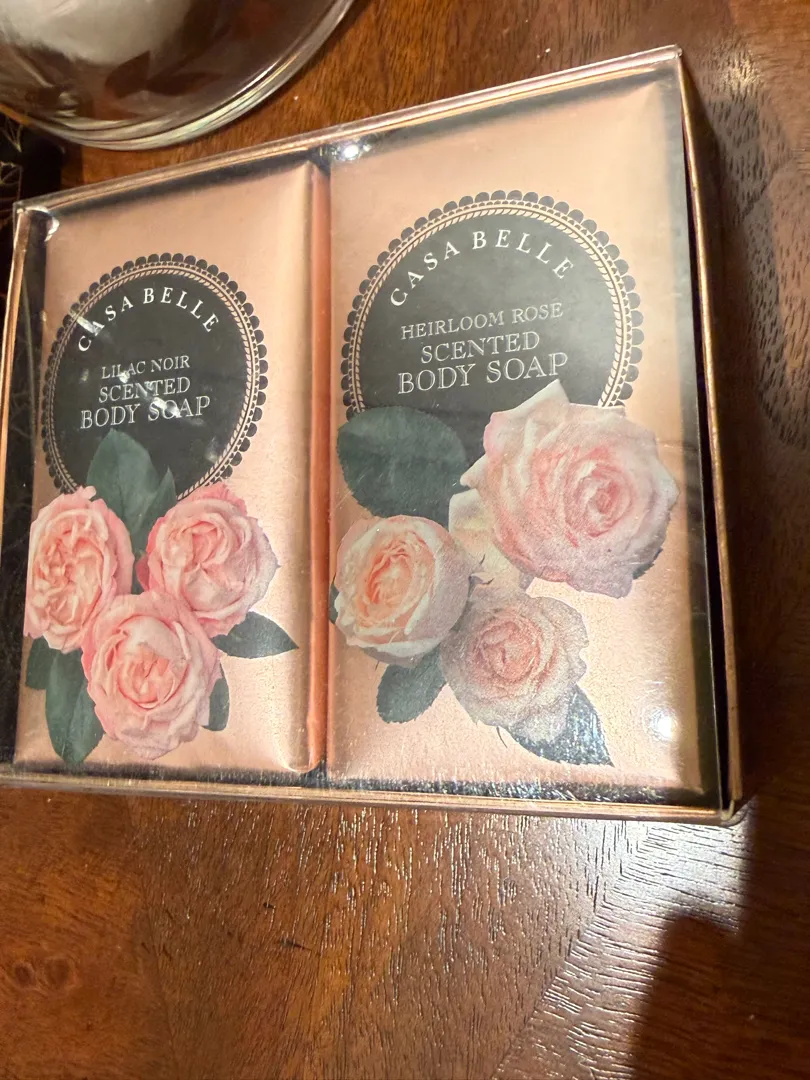 CASA BELLE
LILAC NOIR
SCENTED
BODY SOAP
CASA BELLE
HEIRLOOM ROSE
SCENTED
BODY SOAP